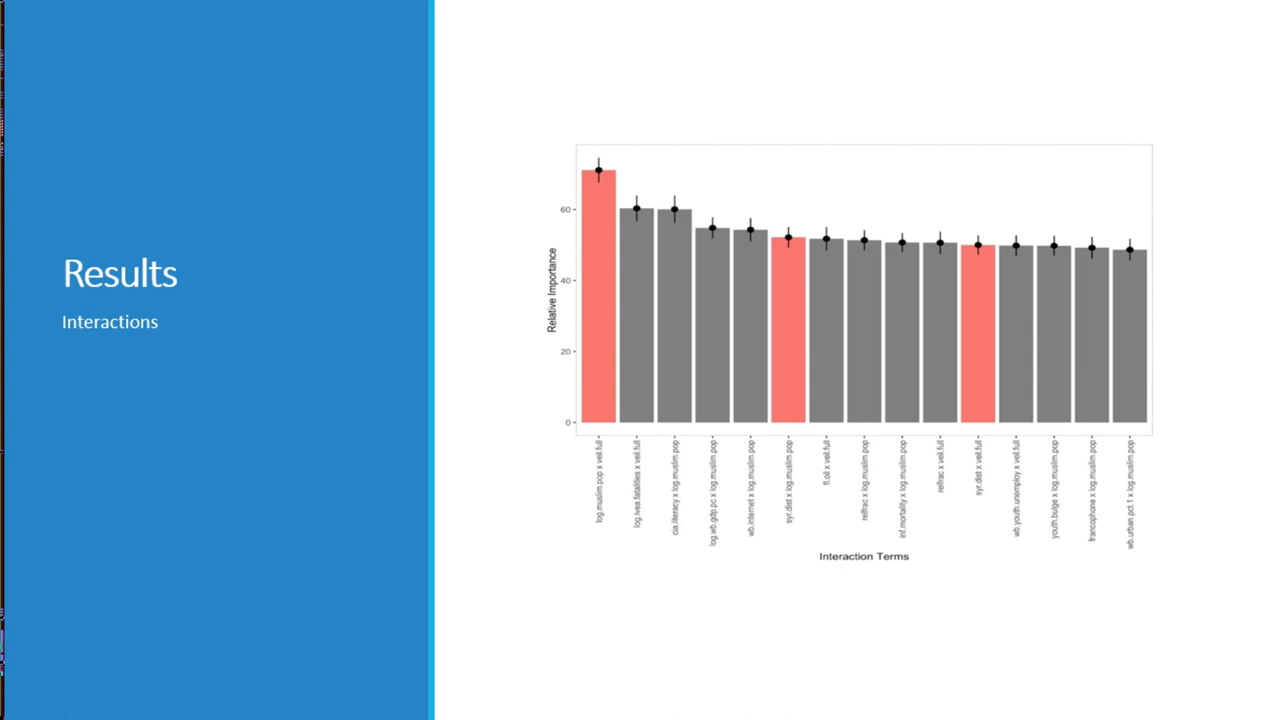 Results
Interactions
Relative Importance
60
40
20
0
log.muslim.pop x veil.full
log.ivea.fatalities x veil.full
cia.literacy x log.muslim.pop
log.wb.gdp.pc x log.muslim.pop
wb.internet x log.muslim.pop
syr.dist x log.muslim.pop
fl.oil x veil.full
relfrac x log.muslim.pop
inf.mortality x log.muslim.pop
relfrac x veil.full
syr.dist x veil.full
wb.youth.unemploy x veil.full
youth.bulge x log.muslim.pop
francophone x log.muslim.pop
wb.urban.pct.1 x log.muslim.pop
Interaction Terms